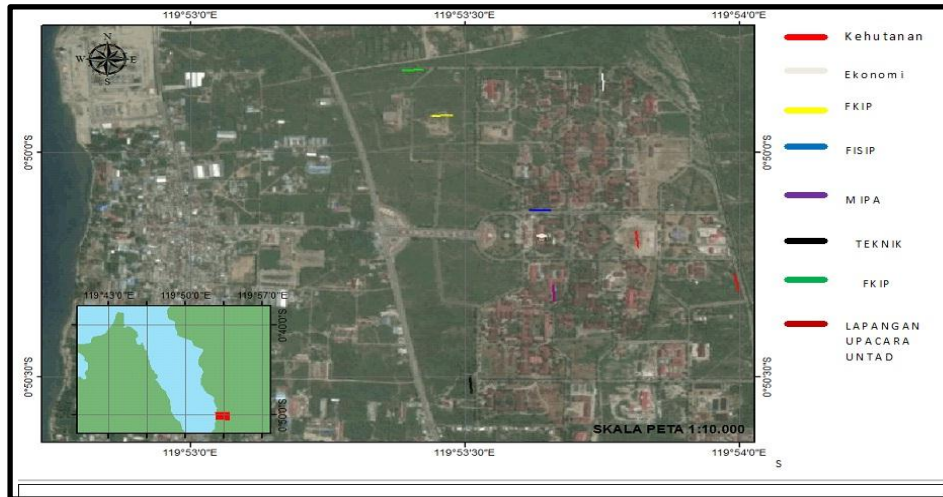 119°53'0"E 119°53'30"E 119°54'0"E
N
W E
S
0°50'0"S 0°50'0"S
0°50'30"S 0°50'30"S
119°43'0"E 119°50'0"E 119°57'0"E
0°40'0"S
0°50'0"S
SKALA PETA 1:10.000
119°53'0"E 119°53'30"E 119°54'0"E
S
Kehutanan
Ekonomi
FKIP
FISIP
MIPA
TEKNIK
FKIP
LAPANGAN
UPACARA
UNTAD